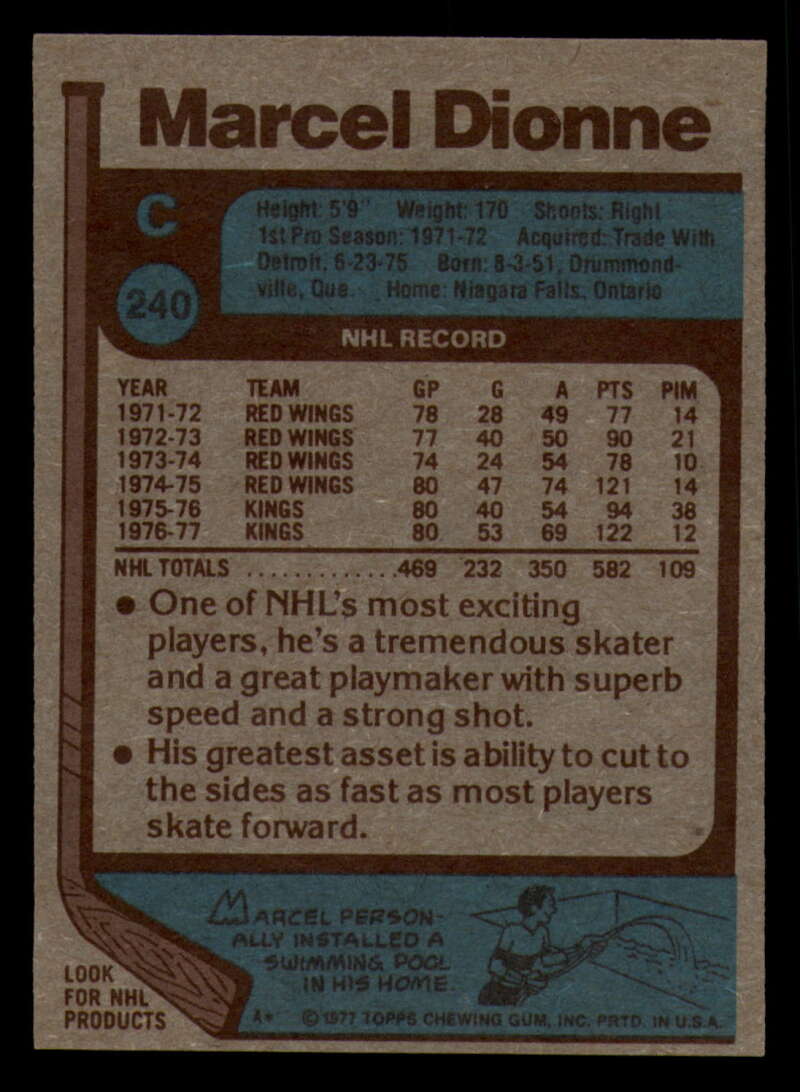 Marcel Dionne
C
Height: 5'9" Weight: 170 Shoots: Right
1st Pro Season: 1971-72 Acquired: Trade With
Detroit, 6-23-75 Born: 8-3-51, Drummond-
ville, Que. Home: Niagara Falls, Ontario
240
NHL RECORD
YEAR TEAM GP G A PTS PIM
1971-72 RED WINGS 78 28 49 77 14
1972-73 RED WINGS 77 40 50 90 21
1973-74 RED WINGS 74 24 54 78 10
1974-75 RED WINGS 80 47 74 121 14
1975-76 KINGS 80 40 54 94 38
1976-77 KINGS 80 53 69 122 12
NHL TOTALS ..............469 232 350 582 109
• One of NHL's most exciting
players, he's a tremendous skater
and a great playmaker with superb
speed and a strong shot.
• His greatest asset is ability to cut to
the sides as fast as most players
skate forward.
MARCEL PERSON-
ALLY INSTALLED A
SWIMMING POOL
IN HIS HOME.
LOOK
FOR NHL
PRODUCTS
A* © 1977 TOPPS CHEWING GUM, INC. PRTD. IN U.S.A.